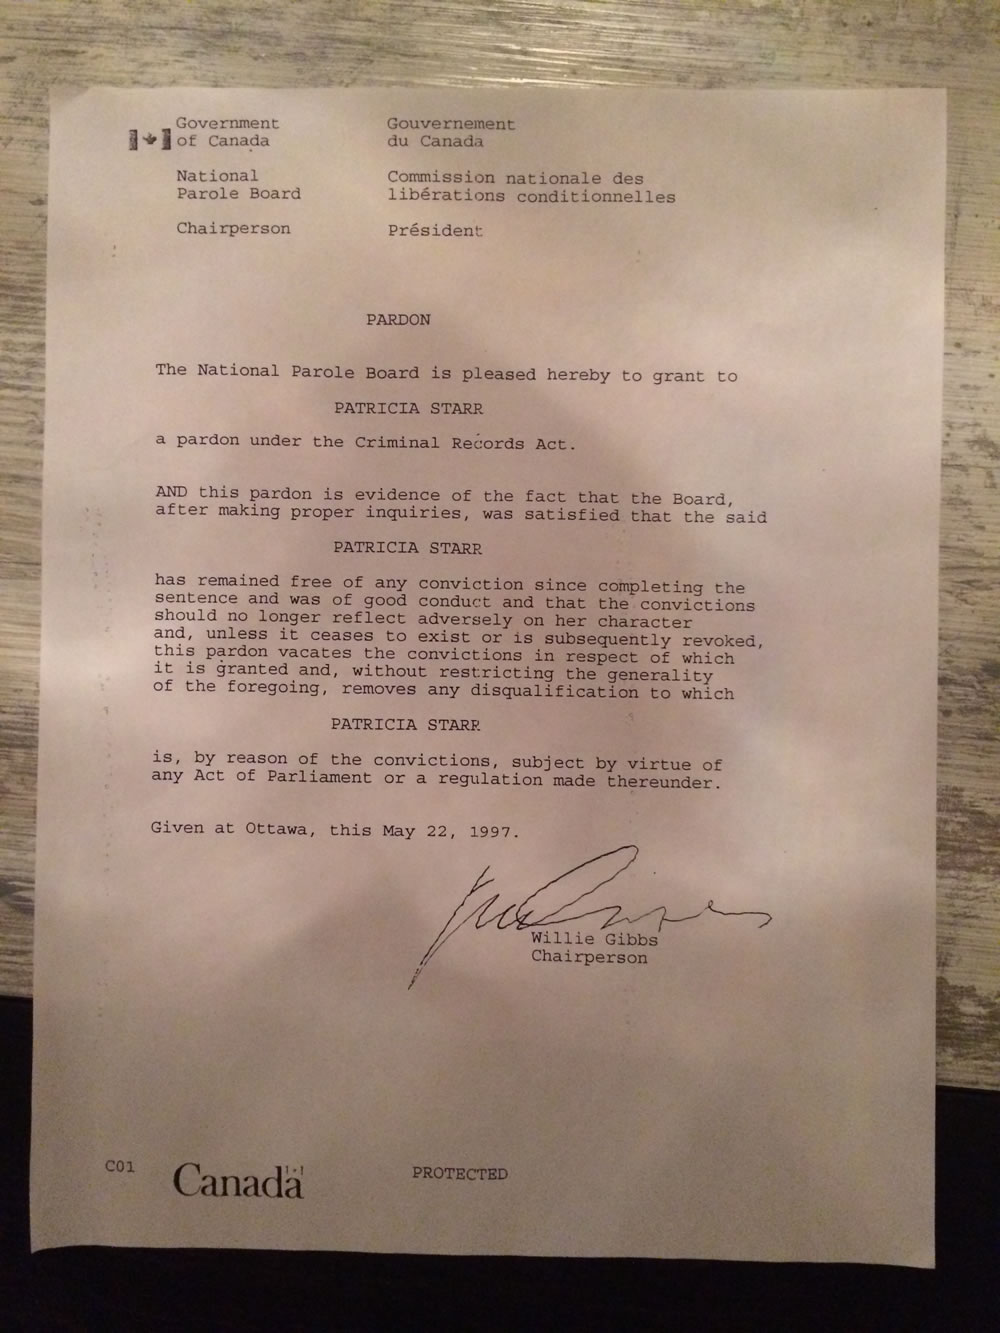 Government Gouvernement
of Canada du Canada
National Commission nationale des
Parole Board libérations conditionnelles
Chairperson Président
PARDON
The National Parole Board is pleased hereby to grant to
PATRICIA STARR
a pardon under the Criminal Records Act.
AND this pardon is evidence of the fact that the Board,
after making proper inquiries, was satisfied that the said
PATRICIA STARR
has remained free of any conviction since completing the
sentence and was of good conduct and that the convictions
should no longer reflect adversely on her character
and, unless it ceases to exist or is subsequently revoked,
this pardon vacates the convictions in respect of which
it is granted and, without restricting the generality
of the foregoing, removes any disqualification to which
PATRICIA STARR
is, by reason of the convictions, subject by virtue of
any Act of Parliament or a regulation made thereunder.
Given at Ottawa, this May 22, 1997.
Willie Gibbs
Chairperson
C01 Canada PROTECTED